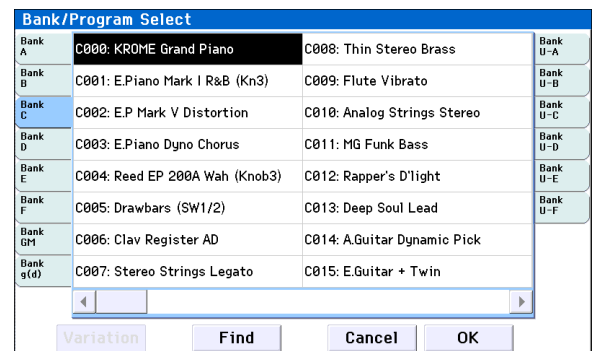 Bank/Program Select
Bank
A
Bank
B
Bank
C
Bank
D
Bank
E
Bank
F
Bank
GM
Bank
g(d)
C000: KROME Grand Piano
C001: E.Piano Mark I R&B (Kn3)
C002: E.P Mark V Distortion
C003: E.Piano Dyno Chorus
C004: Reed EP 200A Wah (Knob3)
C005: Drawbars (SW1/2)
C006: Clav Register AD
C007: Stereo Strings Legato
C008: Thin Stereo Brass
C009: Flute Vibrato
C010: Analog Strings Stereo
C011: MG Funk Bass
C012: Rapper's D'light
C013: Deep Soul Lead
C014: A.Guitar Dynamic Pick
C015: E.Guitar + Twin
Bank
U-A
Bank
U-B
Bank
U-C
Bank
U-D
Bank
U-E
Bank
U-F
Variation
Find
Cancel
OK